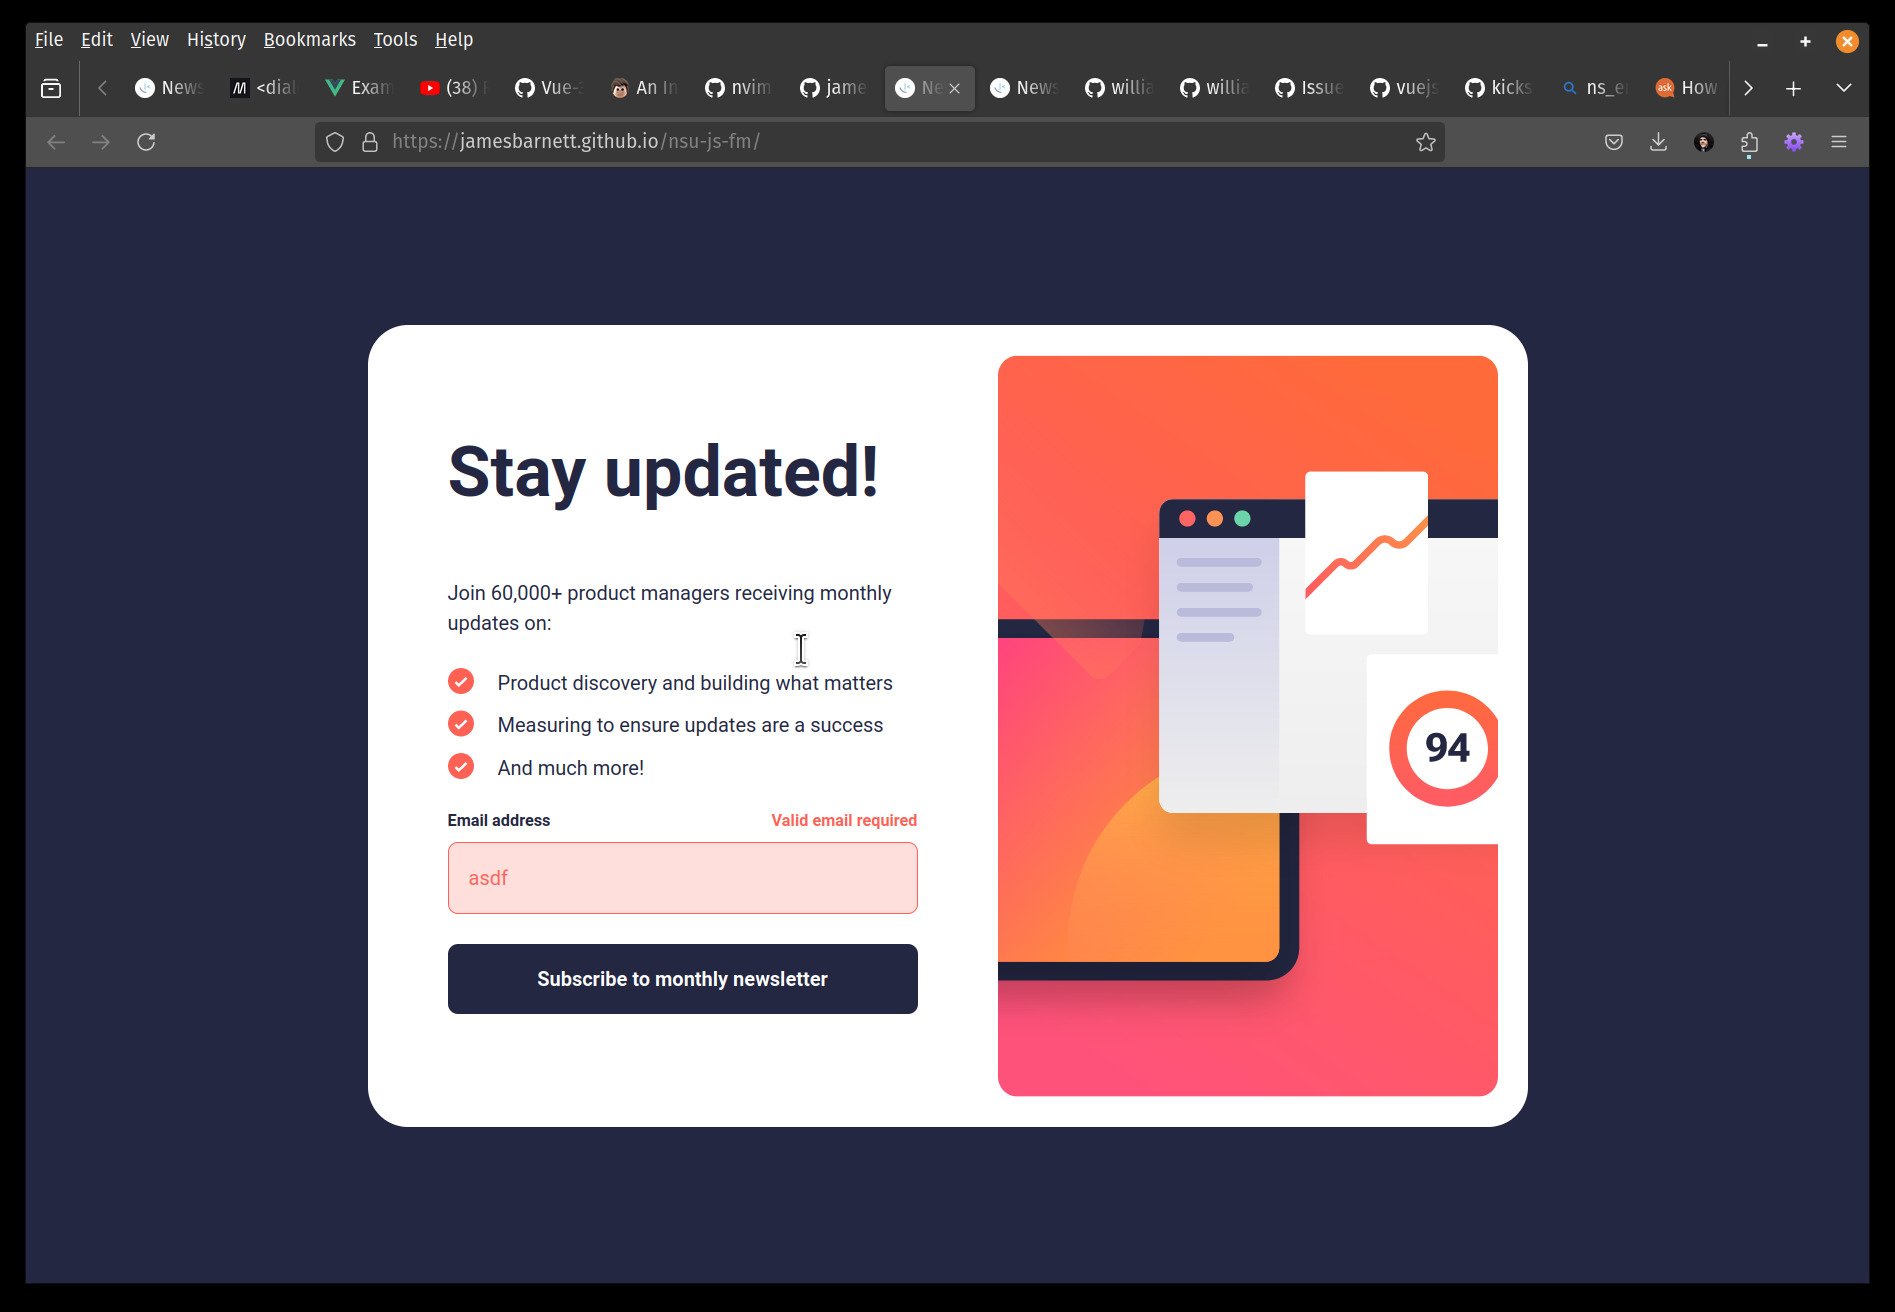 File Edit View History Bookmarks Tools Help
News <dial Exam (38) Vue- An In nvim jame Ne News willia willia Issue vuejs kicks ns_e How
https://jamesbarnett.github.io/nsu-js-fm/
Stay updated!
Join 60,000+ product managers receiving monthly
updates on:
Product discovery and building what matters
Measuring to ensure updates are a success
And much more!
Email address Valid email required
asdf
Subscribe to monthly newsletter
94